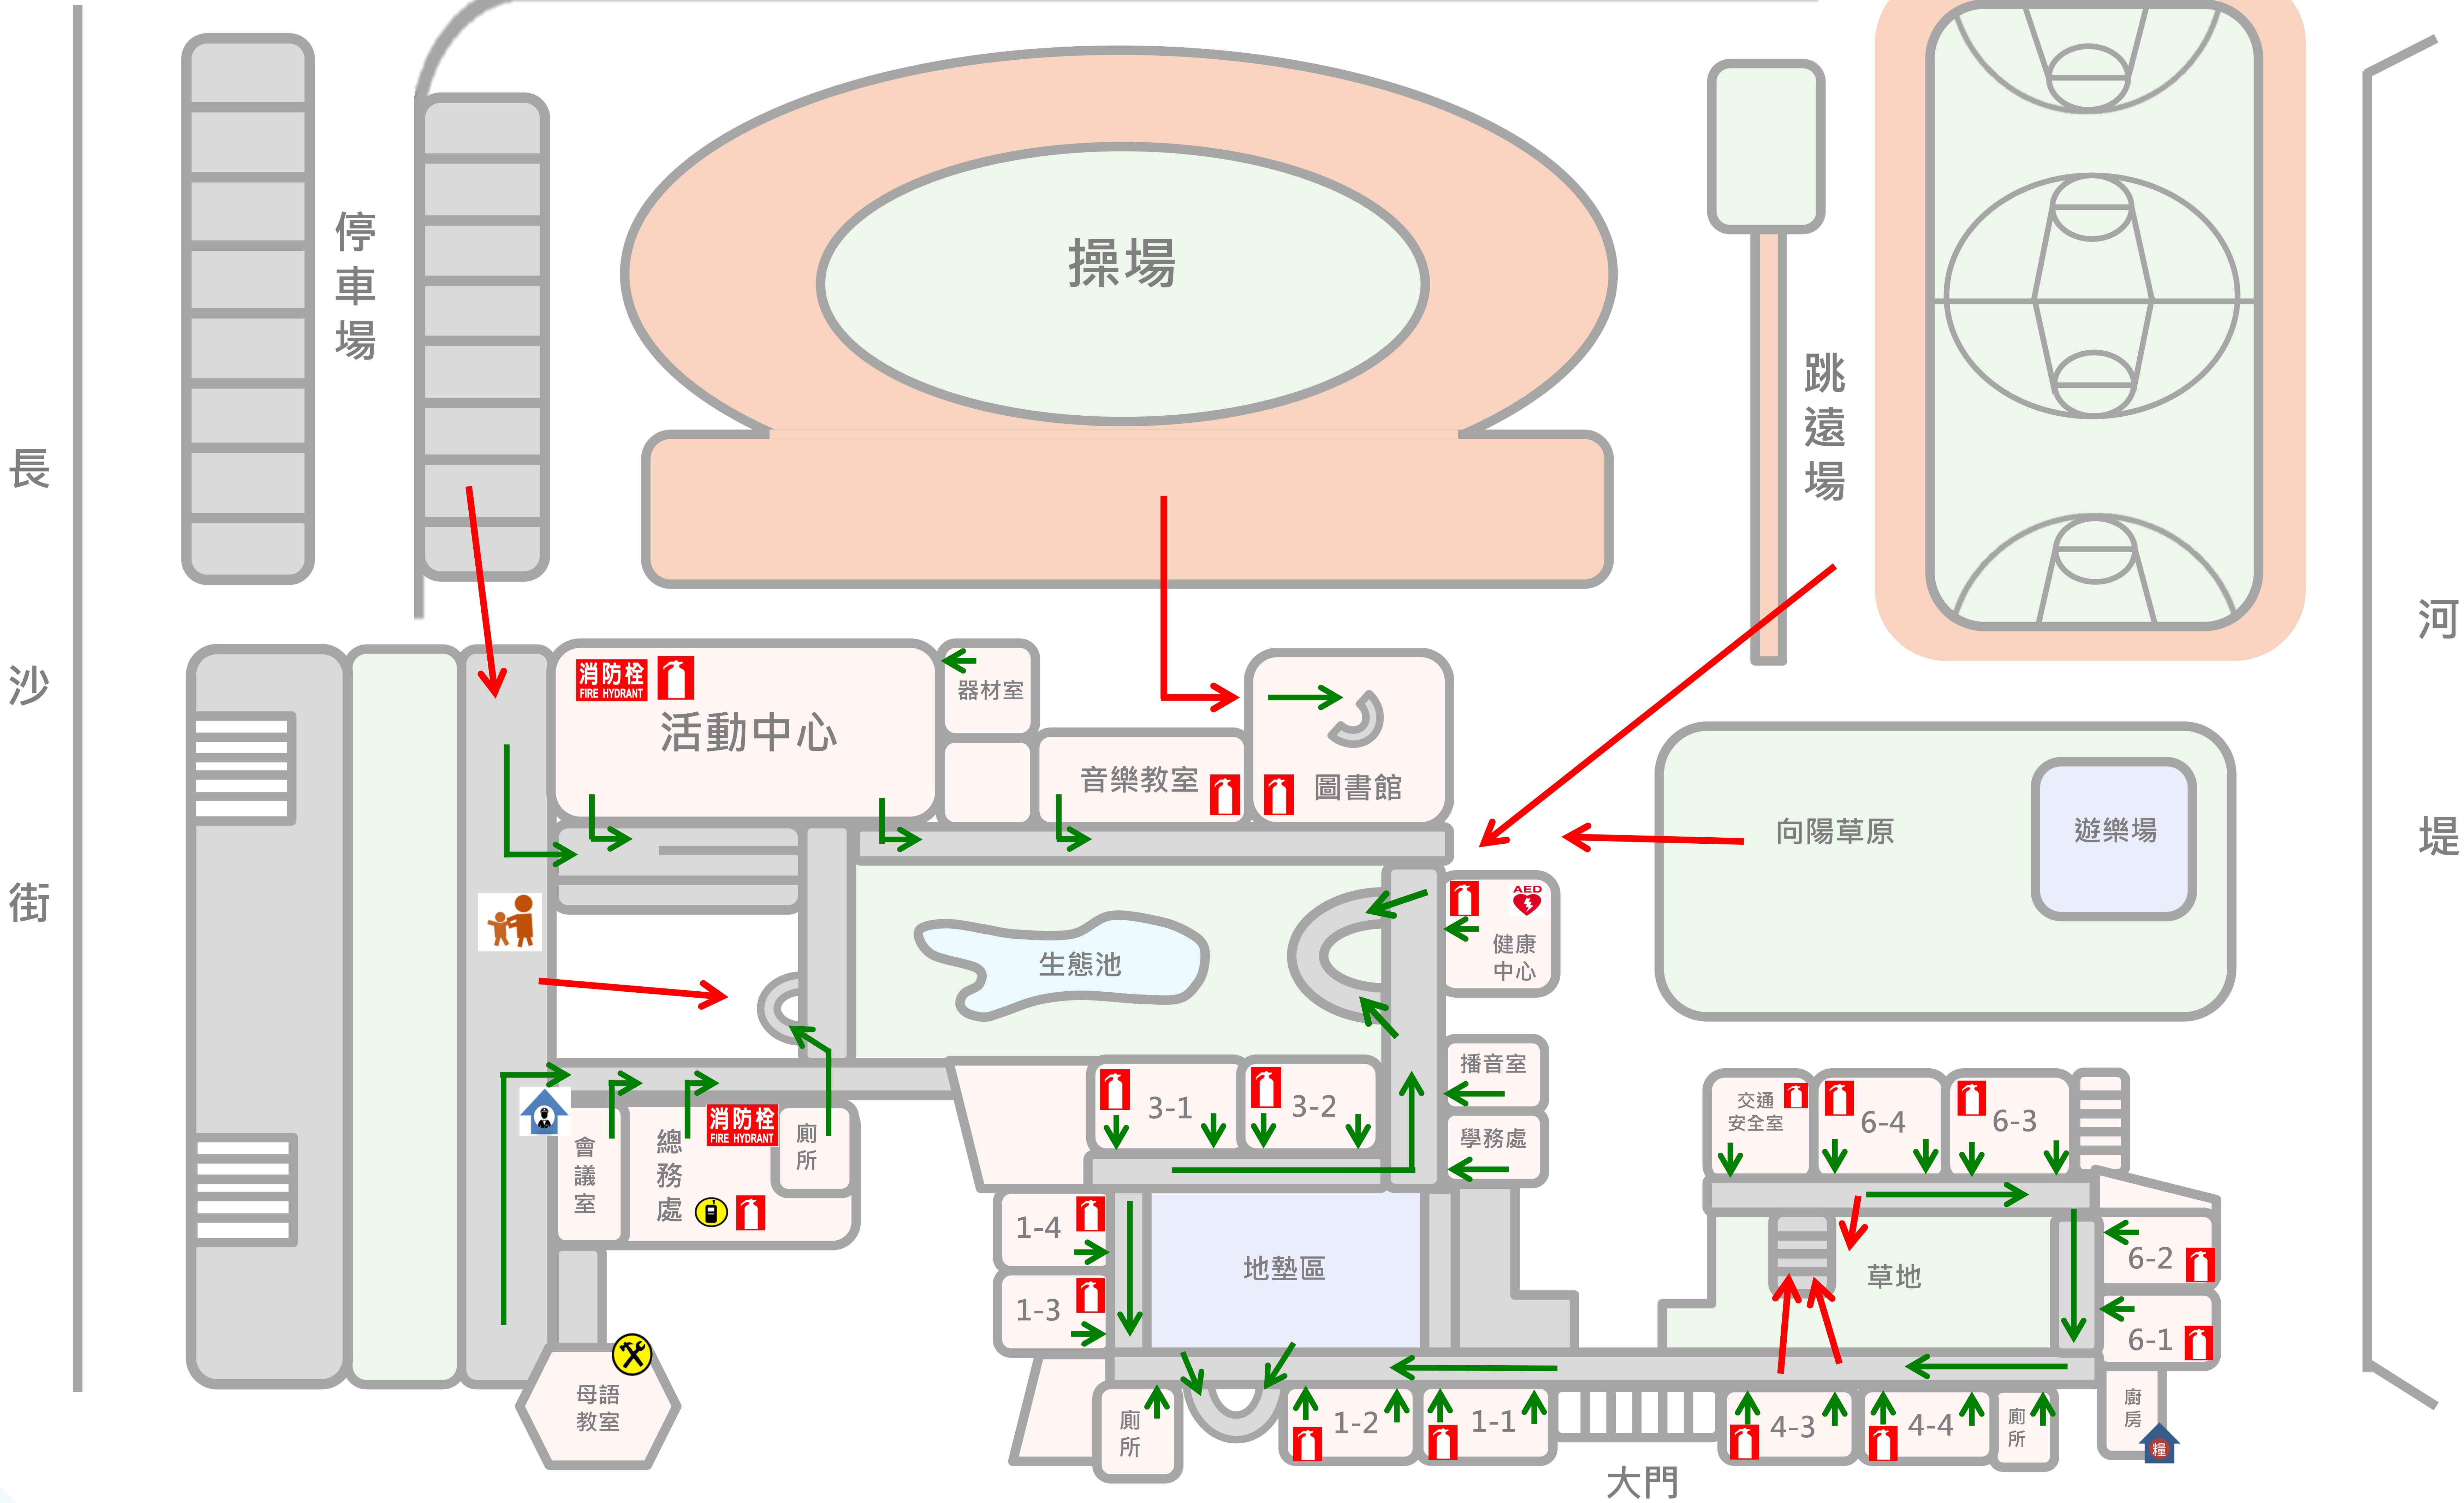 停車場
長沙街
操場
跳遠場
河堤
消防栓
FIRE HYDRANT
活動中心
器材室
音樂教室
圖書館
向陽草原
遊樂場
生態池
AED
健康
中心
播音室
學務處
3-1
3-2
會議室
總務處
消防栓
FIRE HYDRANT
廁所
1-4
1-3
地墊區
交通
安全室
6-4
6-3
6-2
6-1
草地
母語
教室
廁所
1-2
1-1
4-3
4-4
廁所
廚房
糧
大門